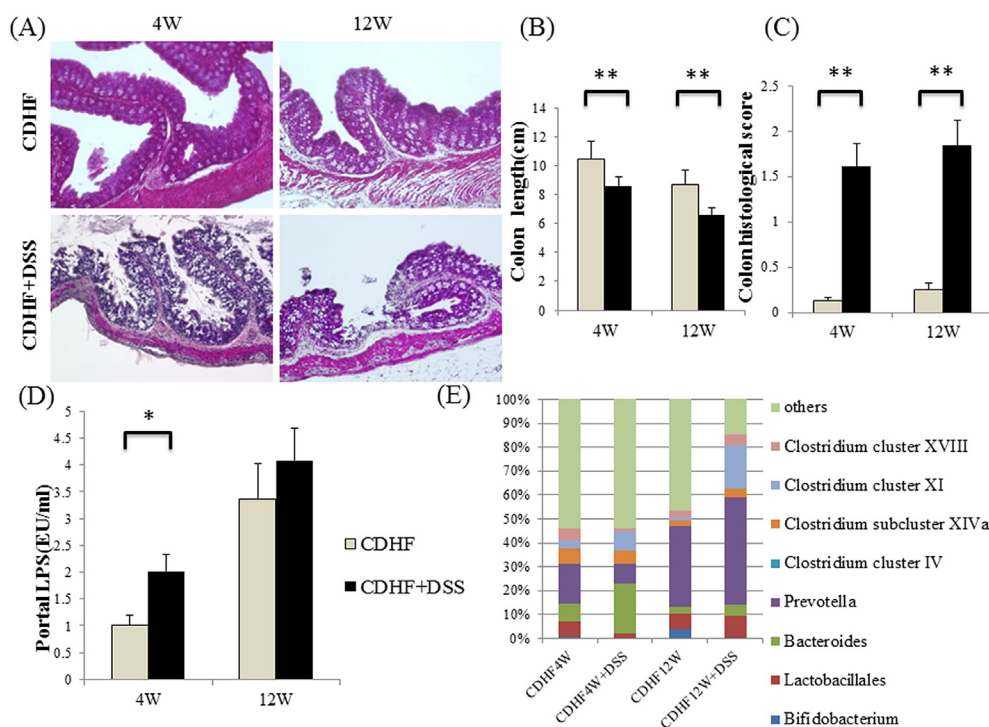 (A)
4W
12W
CDHF
CDHF+DSS
(B)
**
**
Colon length(cm)
14
12
10
8
6
4
2
0
4W
12W
(C)
**
**
Colonhistological score
2.5
2
1.5
1
0.5
0
4W
12W
(D)
*
Portal LPS(EU/ml)
5
4.5
4
3.5
3
2.5
2
1.5
1
0.5
0
4W
12W
CDHF
CDHF+DSS
(E)
100%
90%
80%
70%
60%
50%
40%
30%
20%
10%
0%
CDHF4W
CDHF4W+DSS
CDHF12W
CDHF12W+DSS
others
Clostridium cluster XVIII
Clostridium cluster XI
Clostridium subcluster XIVa
Clostridium cluster IV
Prevotella
Bacteroides
Lactobacillales
Bifidobacterium